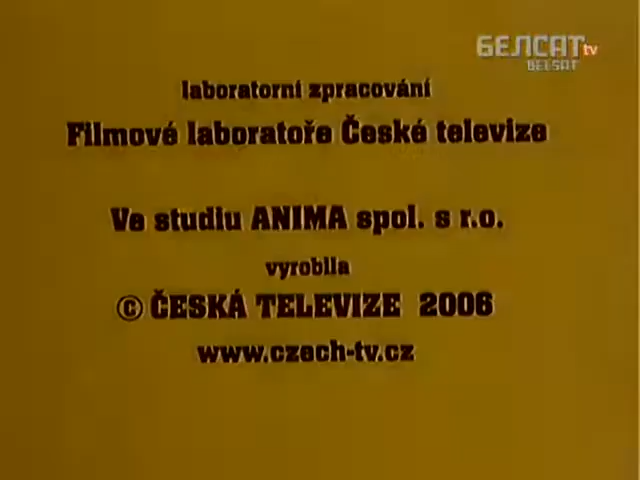 БЕЛСАТ tv
BELSAT
laboratorní zpracování
Filmové laboratoře České televize
Ve studiu ANIMA spol. s r.o.
vyrobila
© ČESKÁ TELEVIZE 2006
www.czech-tv.cz